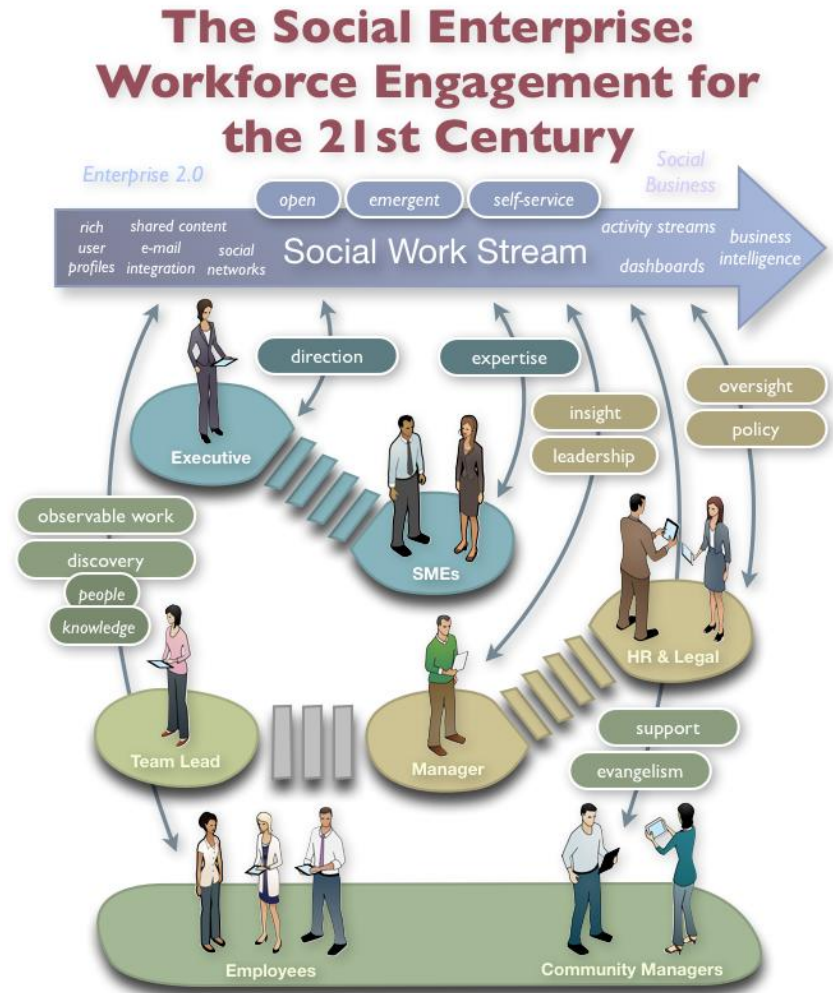 The Social Enterprise:
Workforce Engagement for
the 21st Century
Enterprise 2.0
Social
Business
open
emergent
self-service
rich
user
profiles
shared content
e-mail
integration
social
networks
Social Work Stream
activity streams
dashboards
business
intelligence
direction
expertise
insight
leadership
oversight
policy
Executive
SMEs
observable work
discovery
people
knowledge
HR & Legal
Team Lead
Manager
support
evangelism
Employees
Community Managers